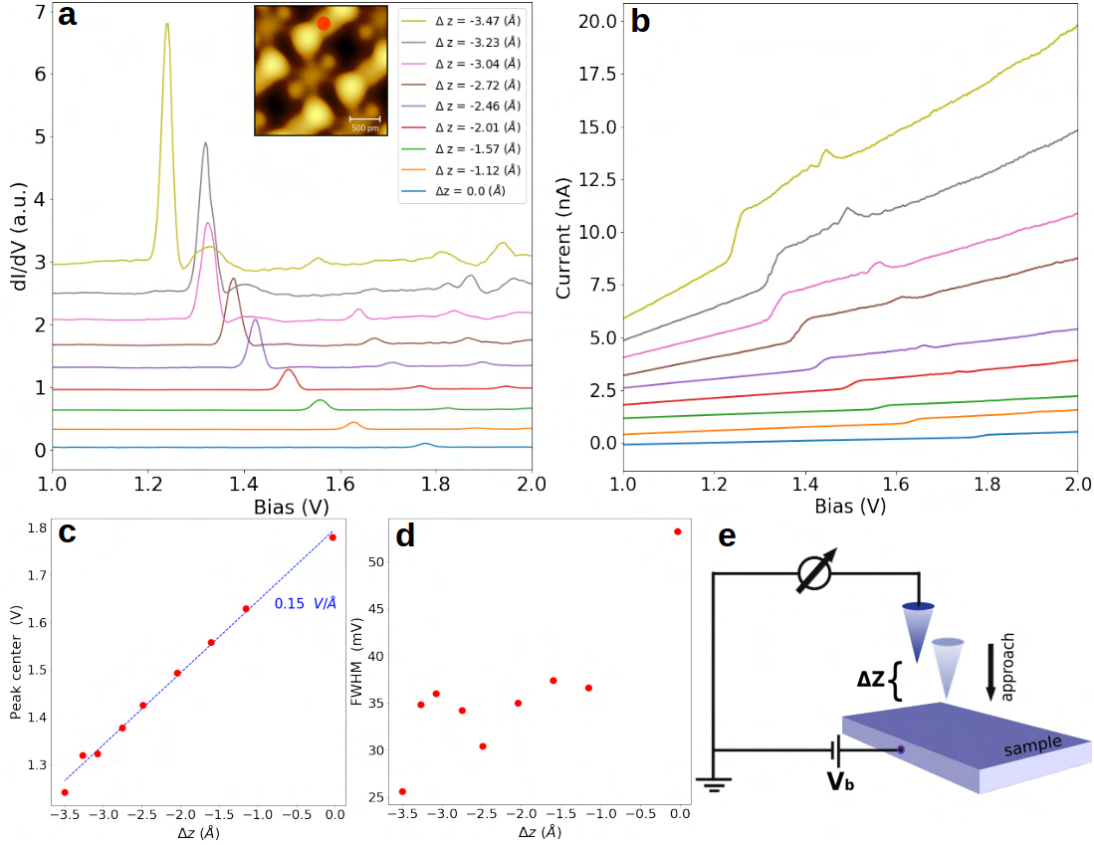 a
7
6
5
4
3
2
1
0
dI/dV (a.u.)
1.0 1.2 1.4 1.6 1.8 2.0
Bias (V)
500 pm
Δ z = -3.47 (Å)
Δ z = -3.23 (Å)
Δ z = -3.04 (Å)
Δ z = -2.72 (Å)
Δ z = -2.46 (Å)
Δ z = -2.01 (Å)
Δ z = -1.57 (Å)
Δ z = -1.12 (Å)
Δz = 0.0 (Å)
b
20.0
17.5
15.0
12.5
10.0
7.5
5.0
2.5
0.0
Current (nA)
1.0 1.2 1.4 1.6 1.8 2.0
Bias (V)
c
1.8
1.7
1.6
1.5
1.4
1.3
Peak center (V)
0.15 V/Å
−3.5 −3.0 −2.5 −2.0 −1.5 −1.0 −0.5 0.0
Δz (Å)
d
50
45
40
35
30
25
FWHM (mV)
−3.5 −3.0 −2.5 −2.0 −1.5 −1.0 −0.5 0.0
Δz (Å)
e
ΔZ
approach
sample
Vb